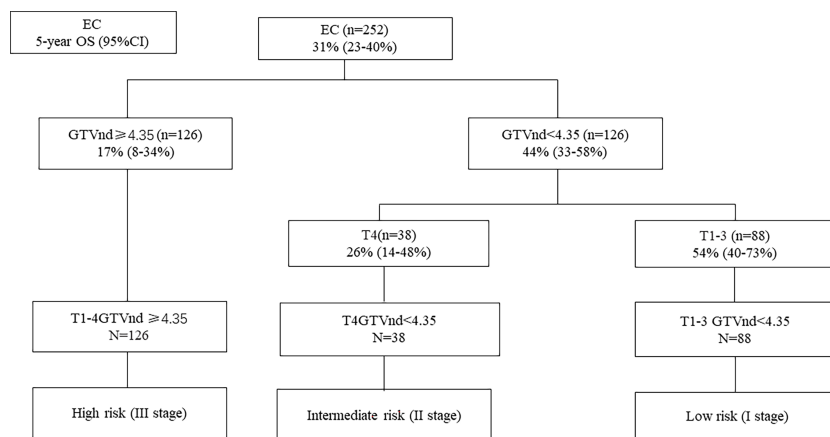 EC
5-year OS (95%CI)
EC (n=252)
31% (23-40%)
GTVnd≥4.35 (n=126)
17% (8-34%)
GTVnd<4.35 (n=126)
44% (33-58%)
T4(n=38)
26% (14-48%)
T1-3 (n=88)
54% (40-73%)
T1-4GTVnd ≥4.35
N=126
T4GTVnd<4.35
N=38
T1-3 GTVnd<4.35
N=88
High risk (III stage)
Intermediate risk (II stage)
Low risk (I stage)